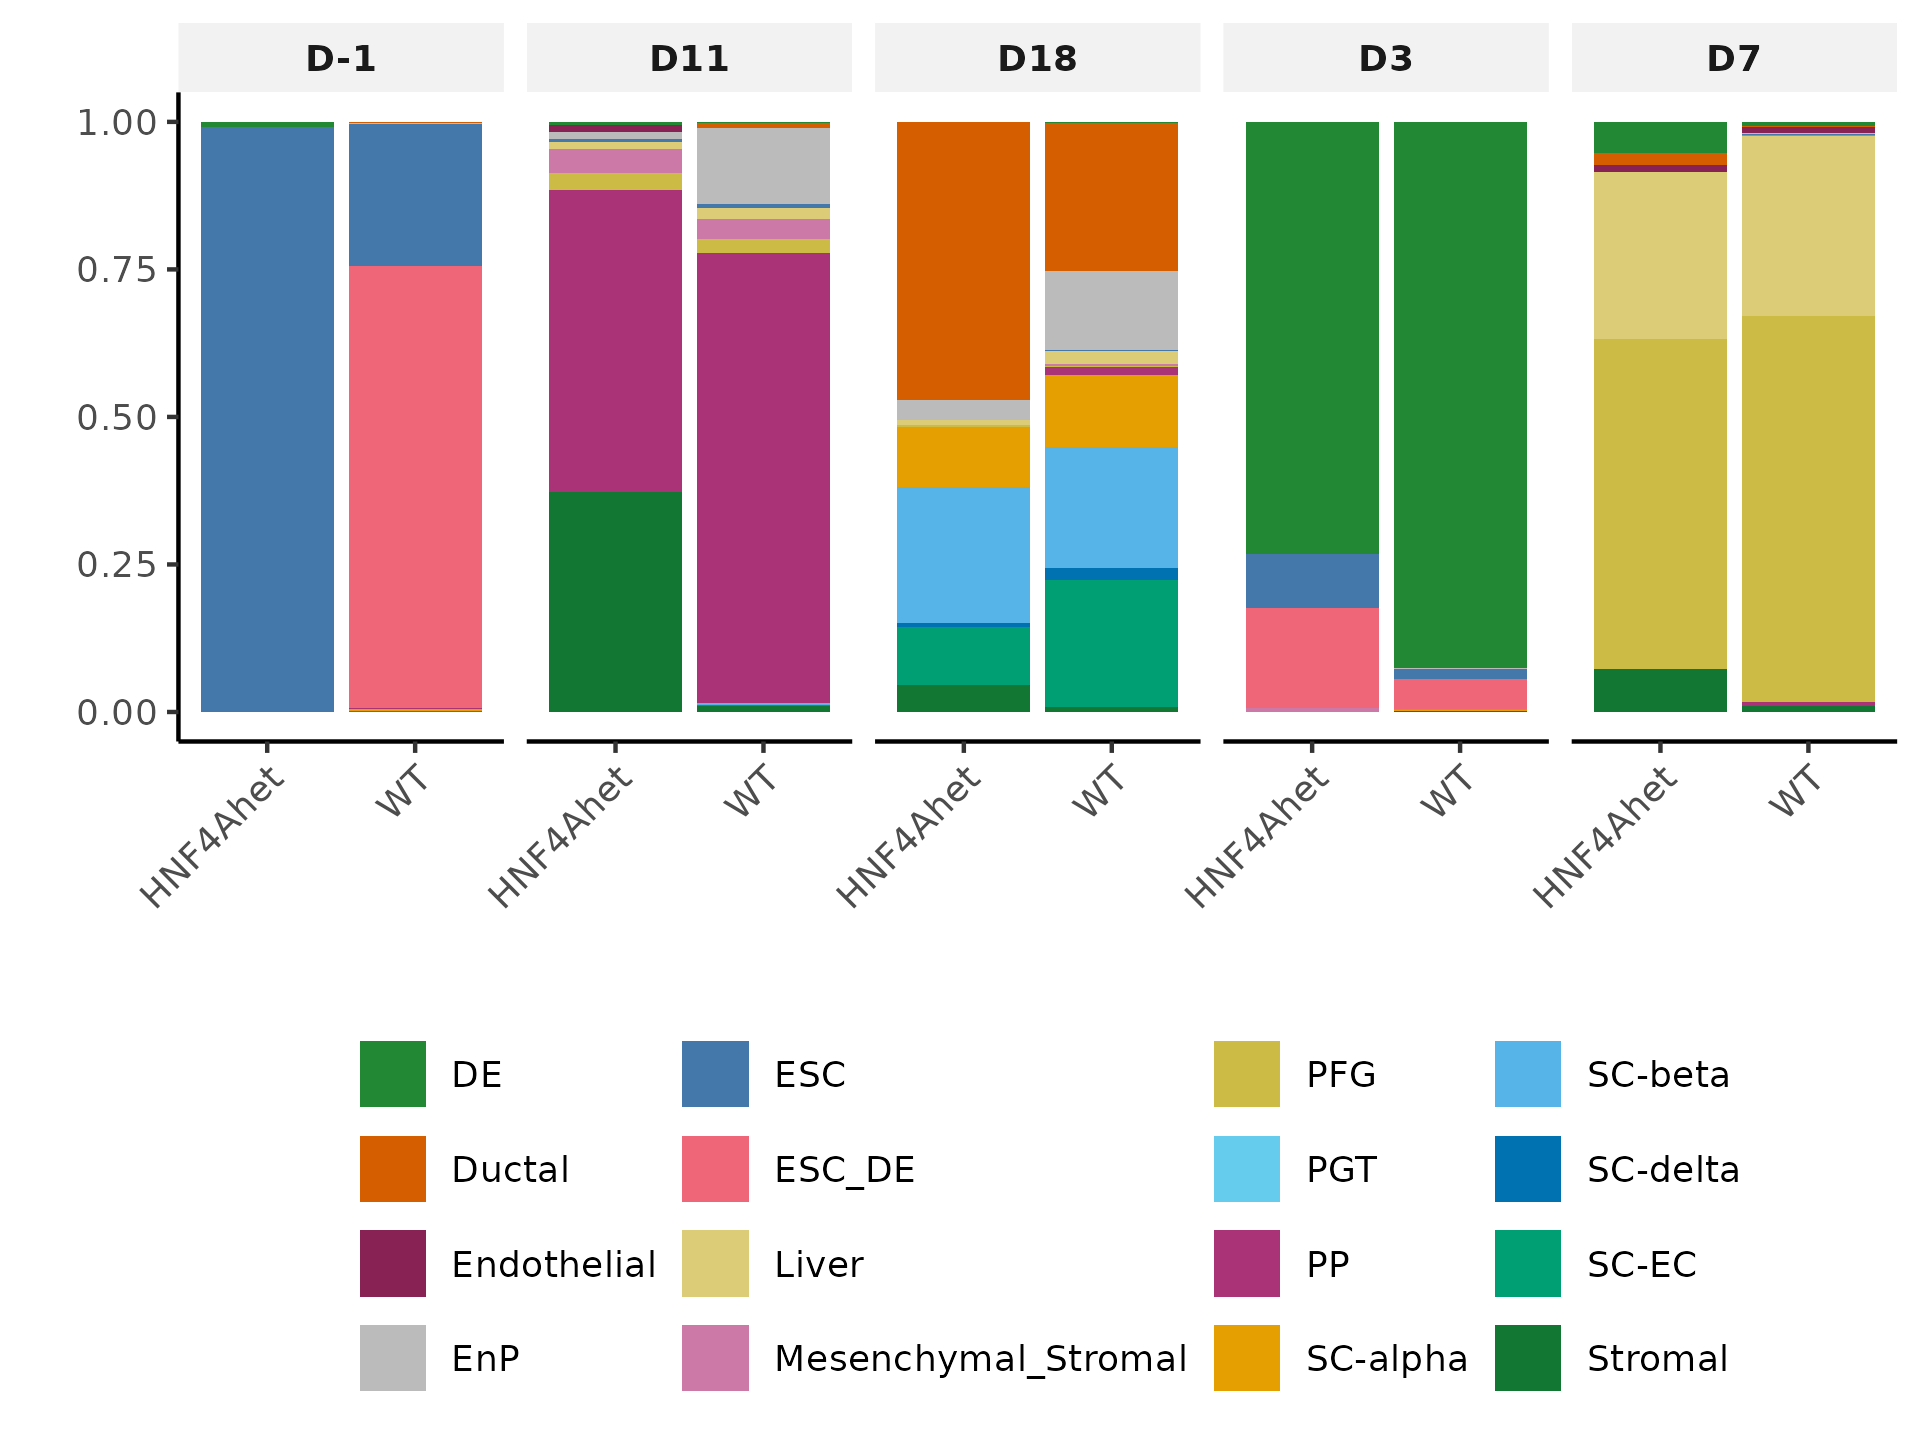 D-1 D11 D18 D3 D7
1.00
0.75
0.50
0.25
0.00
HNF4Ahet WT HNF4Ahet WT HNF4Ahet WT HNF4Ahet WT HNF4Ahet WT
DE ESC PFG SC-beta
Ductal ESC_DE PGT SC-delta
Endothelial Liver PP SC-EC
EnP Mesenchymal_Stromal SC-alpha Stromal